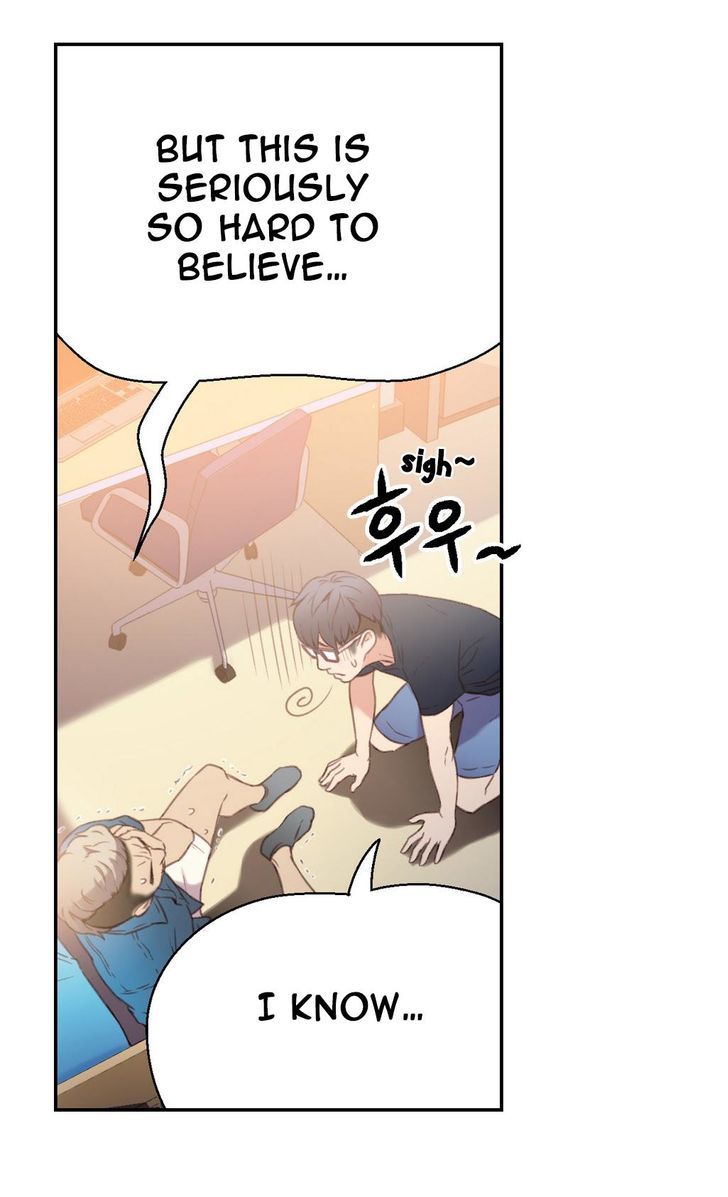 BUT THIS IS
SERIOUSLY
SO HARD TO
BELIEVE...
sigh~
후우~
I KNOW...